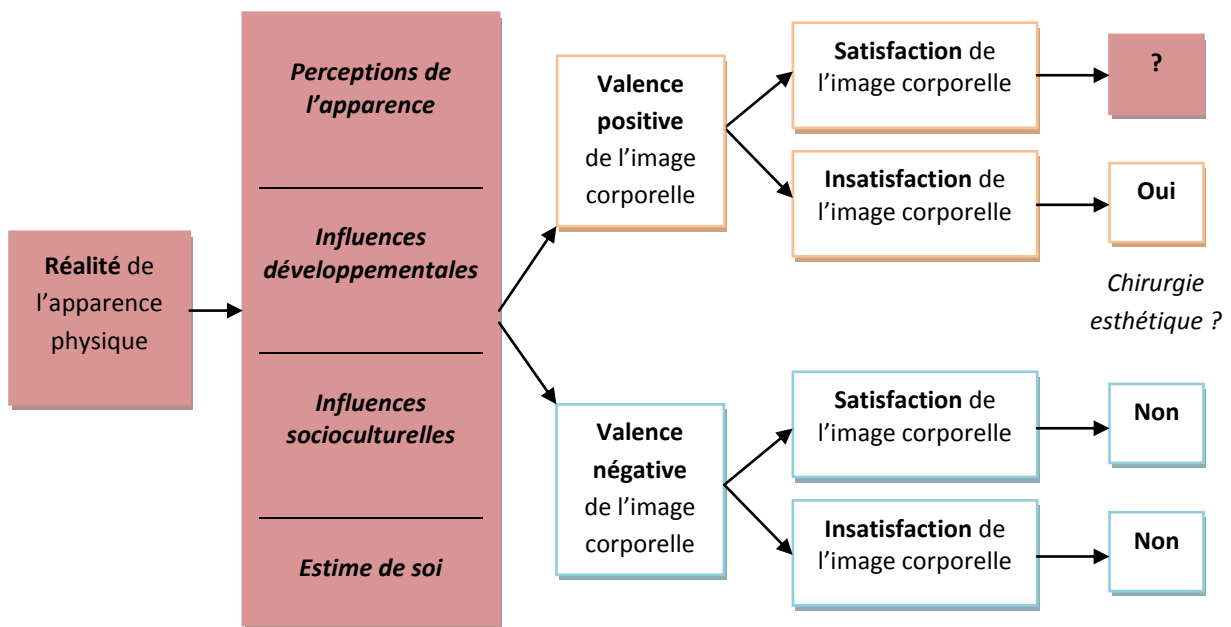 Réalité de
l’apparence
physique
Perceptions de
l’apparence
Influences
développementales
Influences
socioculturelles
Estime de soi
Valence
positive
de l’image
corporelle
Satisfaction de
l’image corporelle
?
Insatisfaction de
l’image corporelle
Oui
Chirurgie
esthétique ?
Valence
négative
de l’image
corporelle
Satisfaction de
l’image corporelle
Non
Insatisfaction de
l’image corporelle
Non